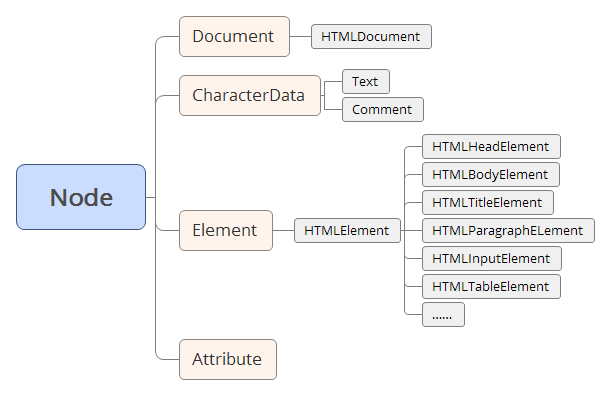 Node
Document
HTMLDocument
CharacterData
Text
Comment
Element
HTMLElement
HTMLHeadElement
HTMLBodyElement
HTMLTitleElement
HTMLParagraphELement
HTMLInputElement
HTMLTableElement
......
Attribute